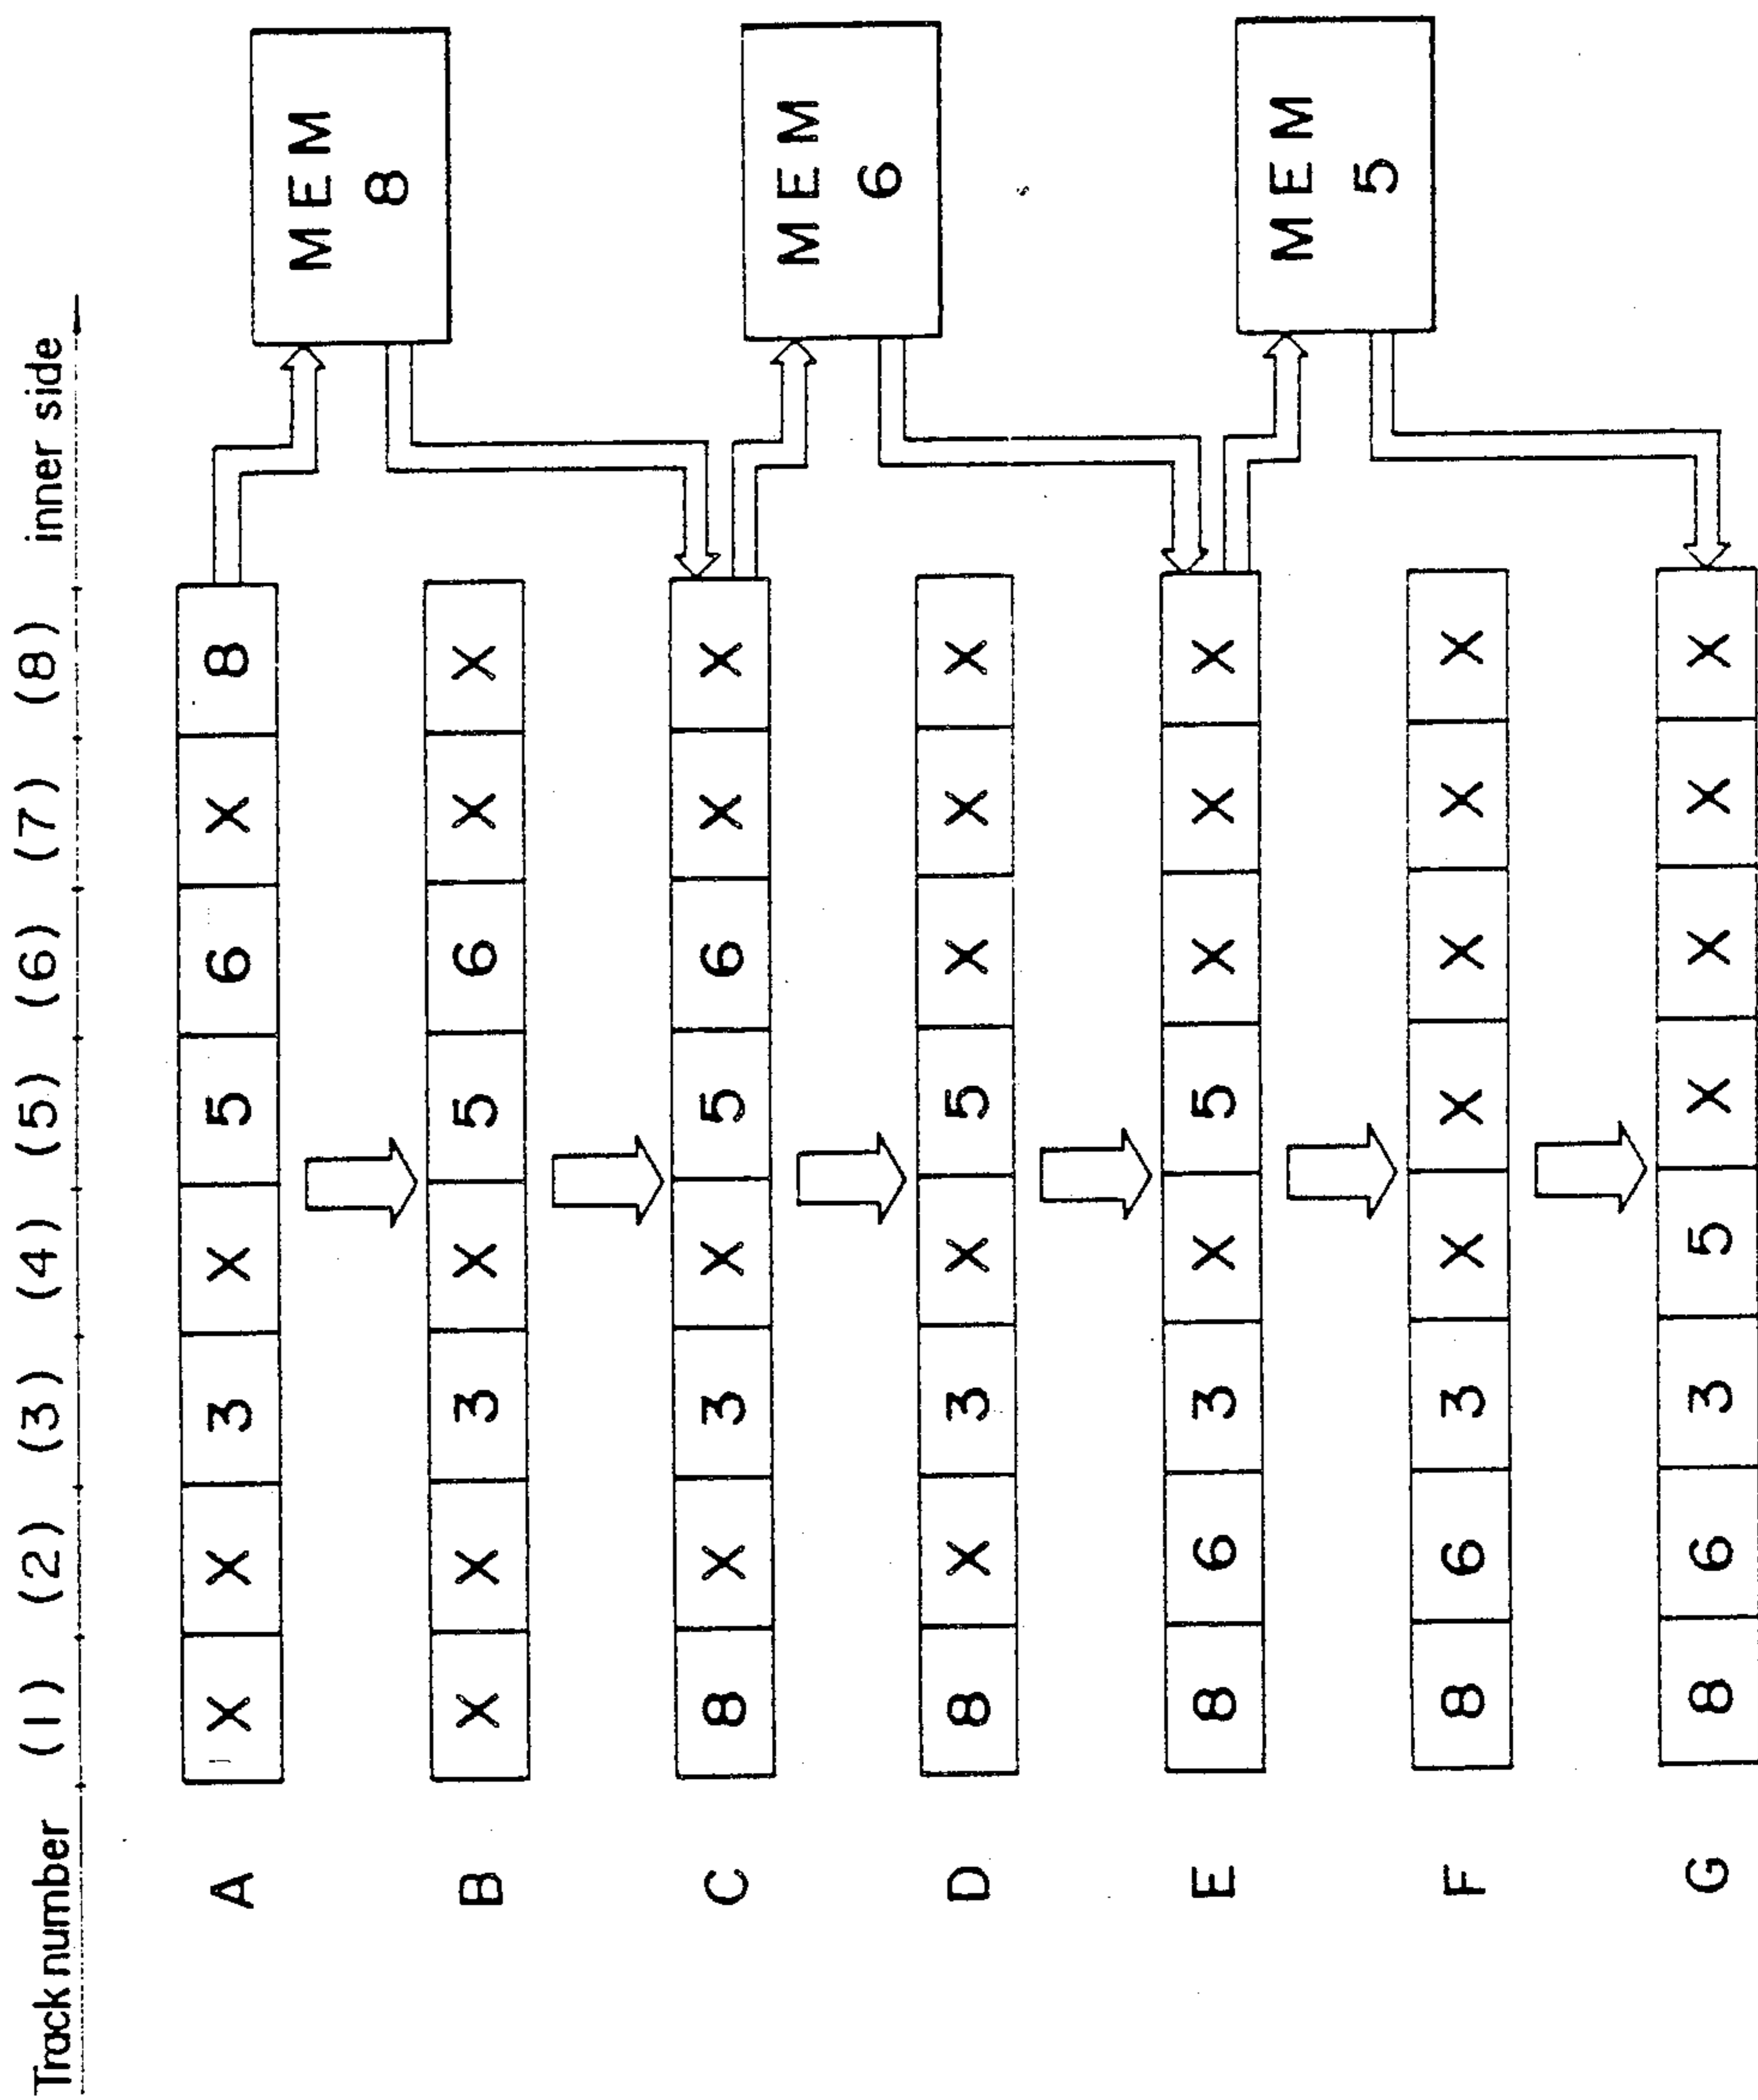 Track number (1) (2) (3) (4) (5) (6) (7) (8) inner side
A X X 3 X 5 6 X 8
MEM
8
B X X 3 X 5 6 X X
C 8 X 3 X 5 6 X X
MEM
6
D 8 X 3 X 5 X X X
E 8 6 3 X 5 X X X
MEM
5
F 8 6 3 X X X X X
G 8 6 3 5 X X X X